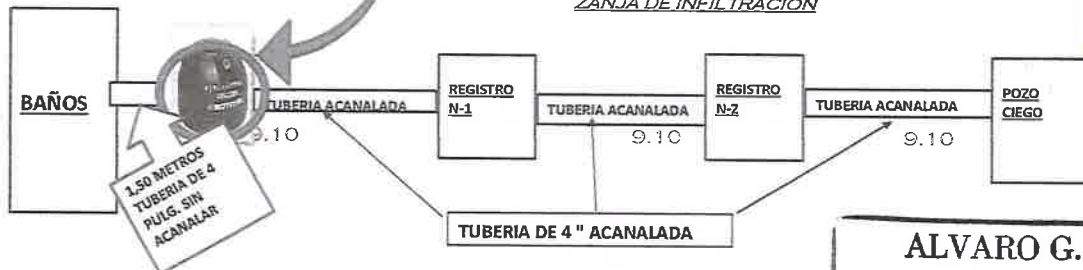 ZANJA DE INFILTRACION
BAÑOS
TUBERIA ACANALADA
9.10
REGISTRO
N-1
TUBERIA ACANALADA
9.10
REGISTRO
N-2
TUBERIA ACANALADA
9.10
POZO
CIEGO
1,50 METROS
TUBERIA DE 4
PULG. SIN
ACANALAR
TUBERIA DE 4 " ACANALADA
ALVARO G.